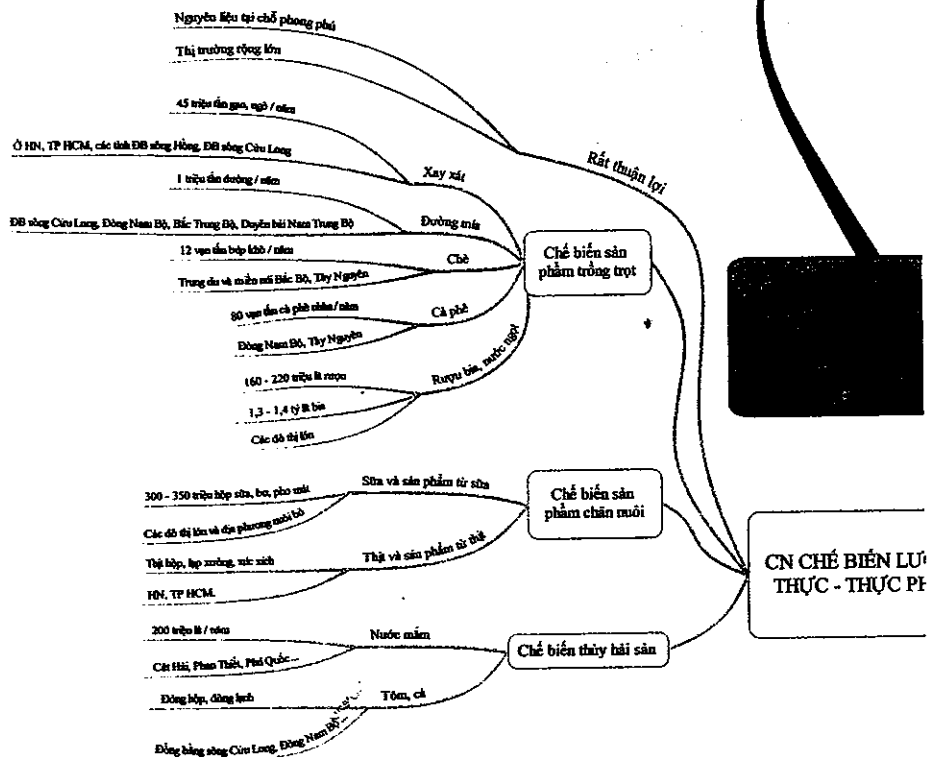 Nguyên liệu tại chỗ phong phú
Thị trường rộng lớn
Rất thuận lợi
45 triệu tấn gạo, ngô / năm
Ở HN, TP HCM, các tỉnh ĐB sông Hồng, ĐB sông Cửu Long
Xay xát
1 triệu tấn đường / năm
ĐB sông Cửu Long, Đông Nam Bộ, Bắc Trung Bộ, Duyên hải Nam Trung Bộ
Đường mía
12 vạn tấn búp khô / năm
Trung du và miền núi Bắc Bộ, Tây Nguyên
Chè
80 vạn tấn cà phê nhân / năm
Đông Nam Bộ, Tây Nguyên
Cà phê
160 - 220 triệu lít rượu
1,3 - 1,4 tỷ lít bia
Các đô thị lớn
Rượu bia, nước ngọt
Chế biến sản
phẩm trồng trọt
300 - 350 triệu hộp sữa, bơ, pho mát
Các đô thị lớn và địa phương nuôi bò
Sữa và sản phẩm từ sữa
Thịt hộp, lạp xưởng, xúc xích
HN, TP HCM.
Thịt và sản phẩm từ thịt
Chế biến sản
phẩm chăn nuôi
200 triệu lít / năm
Cát Hải, Phan Thiết, Phú Quốc...
Nước mắm
Đóng hộp, đông lạnh
Đồng bằng sông Cửu Long, Đông Nam Bộ
Tôm, cá
Chế biến thủy hải sản
CN CHẾ BIẾN
THỰC - THỰC